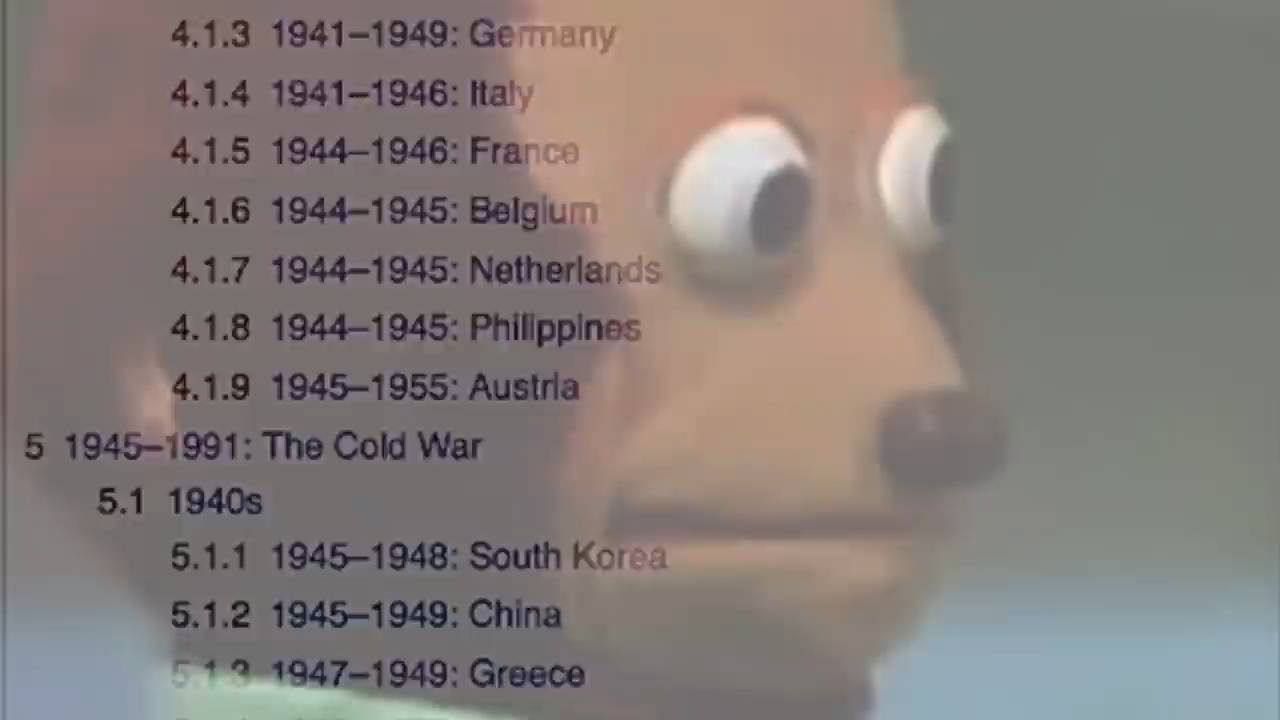 4.1.3 1941–1949: Germany
4.1.4 1941–1946: Italy
4.1.5 1944–1946: France
4.1.6 1944–1945: Belgium
4.1.7 1944–1945: Netherlands
4.1.8 1944–1945: Philippines
4.1.9 1945–1955: Austria
5 1945–1991: The Cold War
5.1 1940s
5.1.1 1945–1948: South Korea
5.1.2 1945–1949: China
5.1.3 1947–1949: Greece